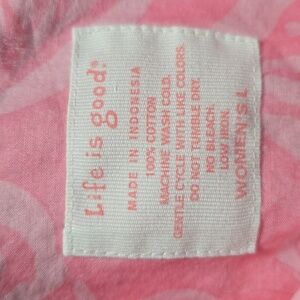 Life is good®
MADE IN INDONESIA
100% COTTON
MACHINE WASH COLD.
GENTLE CYCLE WITH LIKE COLORS.
DO NOT TUMBLE DRY.
NO BLEACH.
LOW IRON.
WOMEN'S L